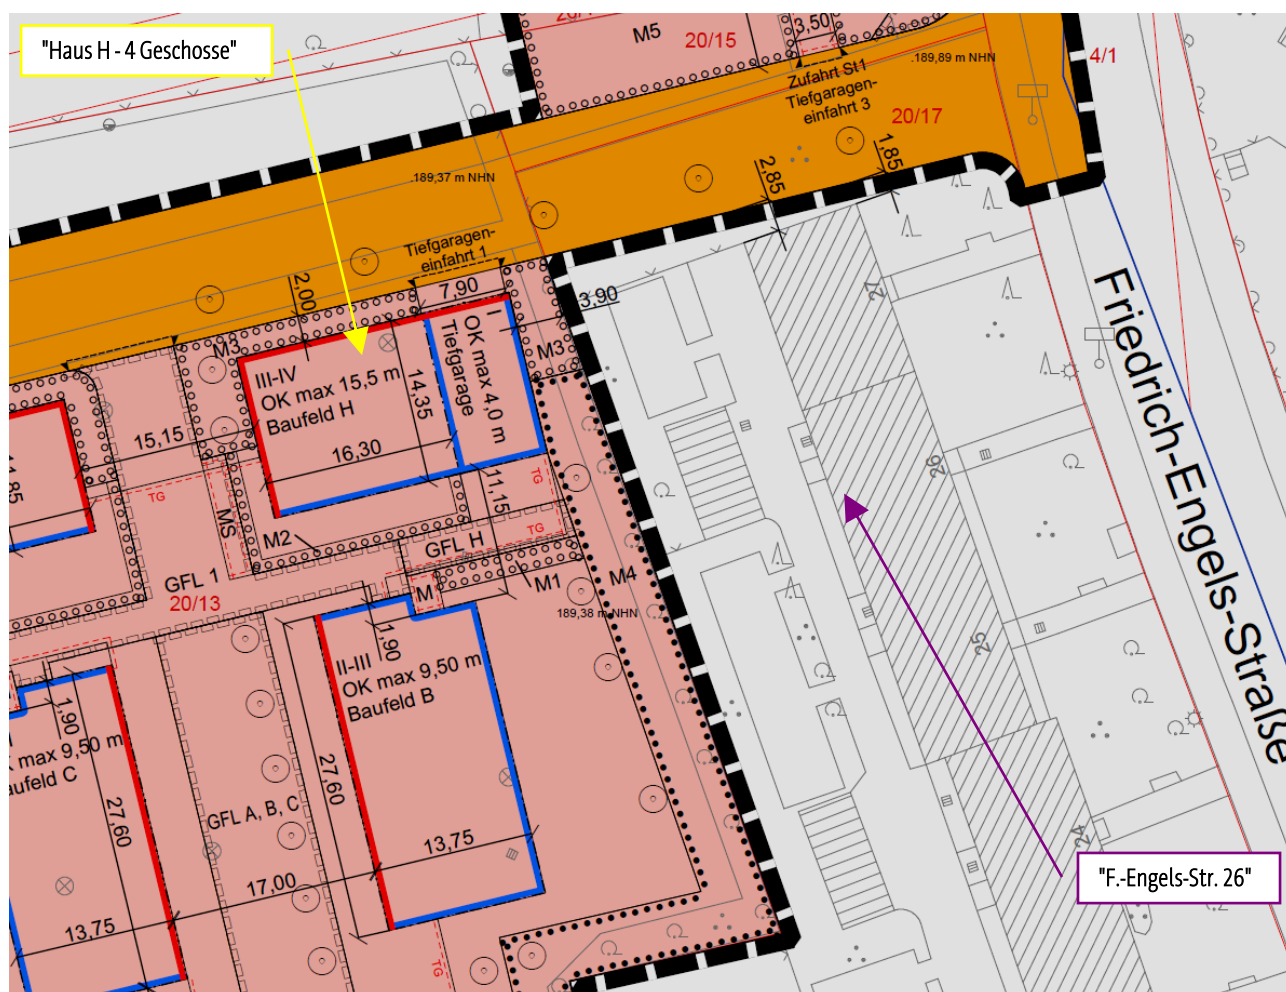 "Haus H - 4 Geschosse"
M5
20/15
3,50
.189,89 m NHN
4/1
Zufahrt St1
Tiefgaragen-
einfahrt 3
20/17
1,85
2,85
.189,37 m NHN
Tiefgaragen-
einfahrt 1
2,00
7,90
3,90
27
M3
M3
I
OK max 4,0 m
Tiefgarage
III-IV
OK max 15,5 m
Baufeld H
14,35
15,15
16,30
11,15
26
Friedrich-Engels-Straße
TG
TG
TG
MS
M2
GFL H
GFL 1
20/13
M
M1
M4
189,38 m NHN
25
1,90
II-III
OK max 9,50 m
Baufeld B
1,90
max 9,50 m
aufeld C
27,60
27,60
GFL A, B, C
13,75
17,00
13,75
24
"F.-Engels-Str. 26"
TG